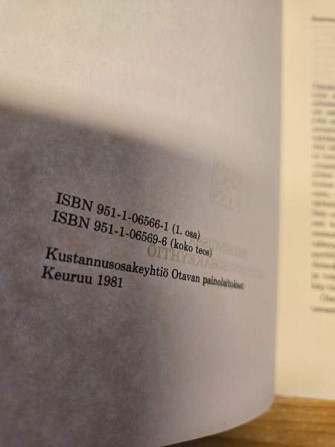 ISBN 951-1-06566-1 (1. osa)
ISBN 951-1-06569-6 (koko teos)
Kustannusosakeyhtiö Otavan painolaitokset
Keuruu 1981